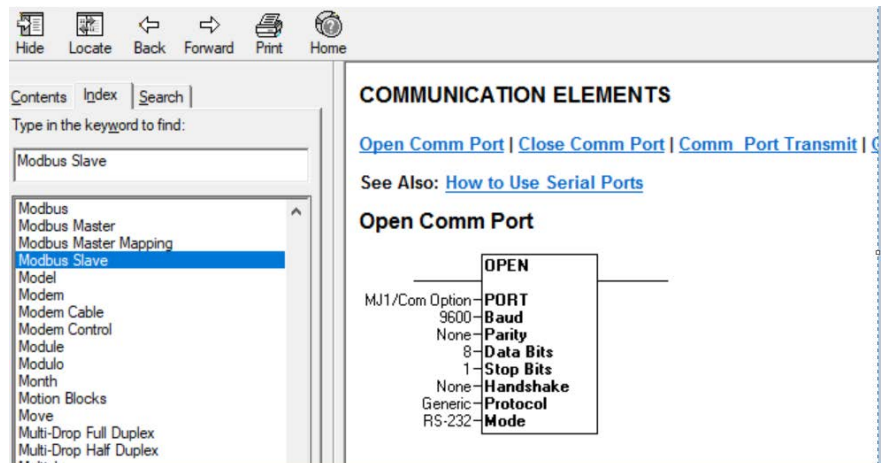 Hide Locate Back Forward Print Home
Contents Index Search
Type in the keyword to find:
Modbus Slave
Modbus
Modbus Master
Modbus Master Mapping
Modbus Slave
Model
Modem
Modem Cable
Modem Control
Module
Modulo
Month
Motion Blocks
Move
Multi-Drop Full Duplex
Multi-Drop Half Duplex
COMMUNICATION ELEMENTS
Open Comm Port | Close Comm Port | Comm Port Transmit |
See Also: How to Use Serial Ports
Open Comm Port
OPEN
MJ1/Com Option PORT
9600 Baud
None Parity
8 Data Bits
1 Stop Bits
None Handshake
Generic Protocol
RS-232 Mode